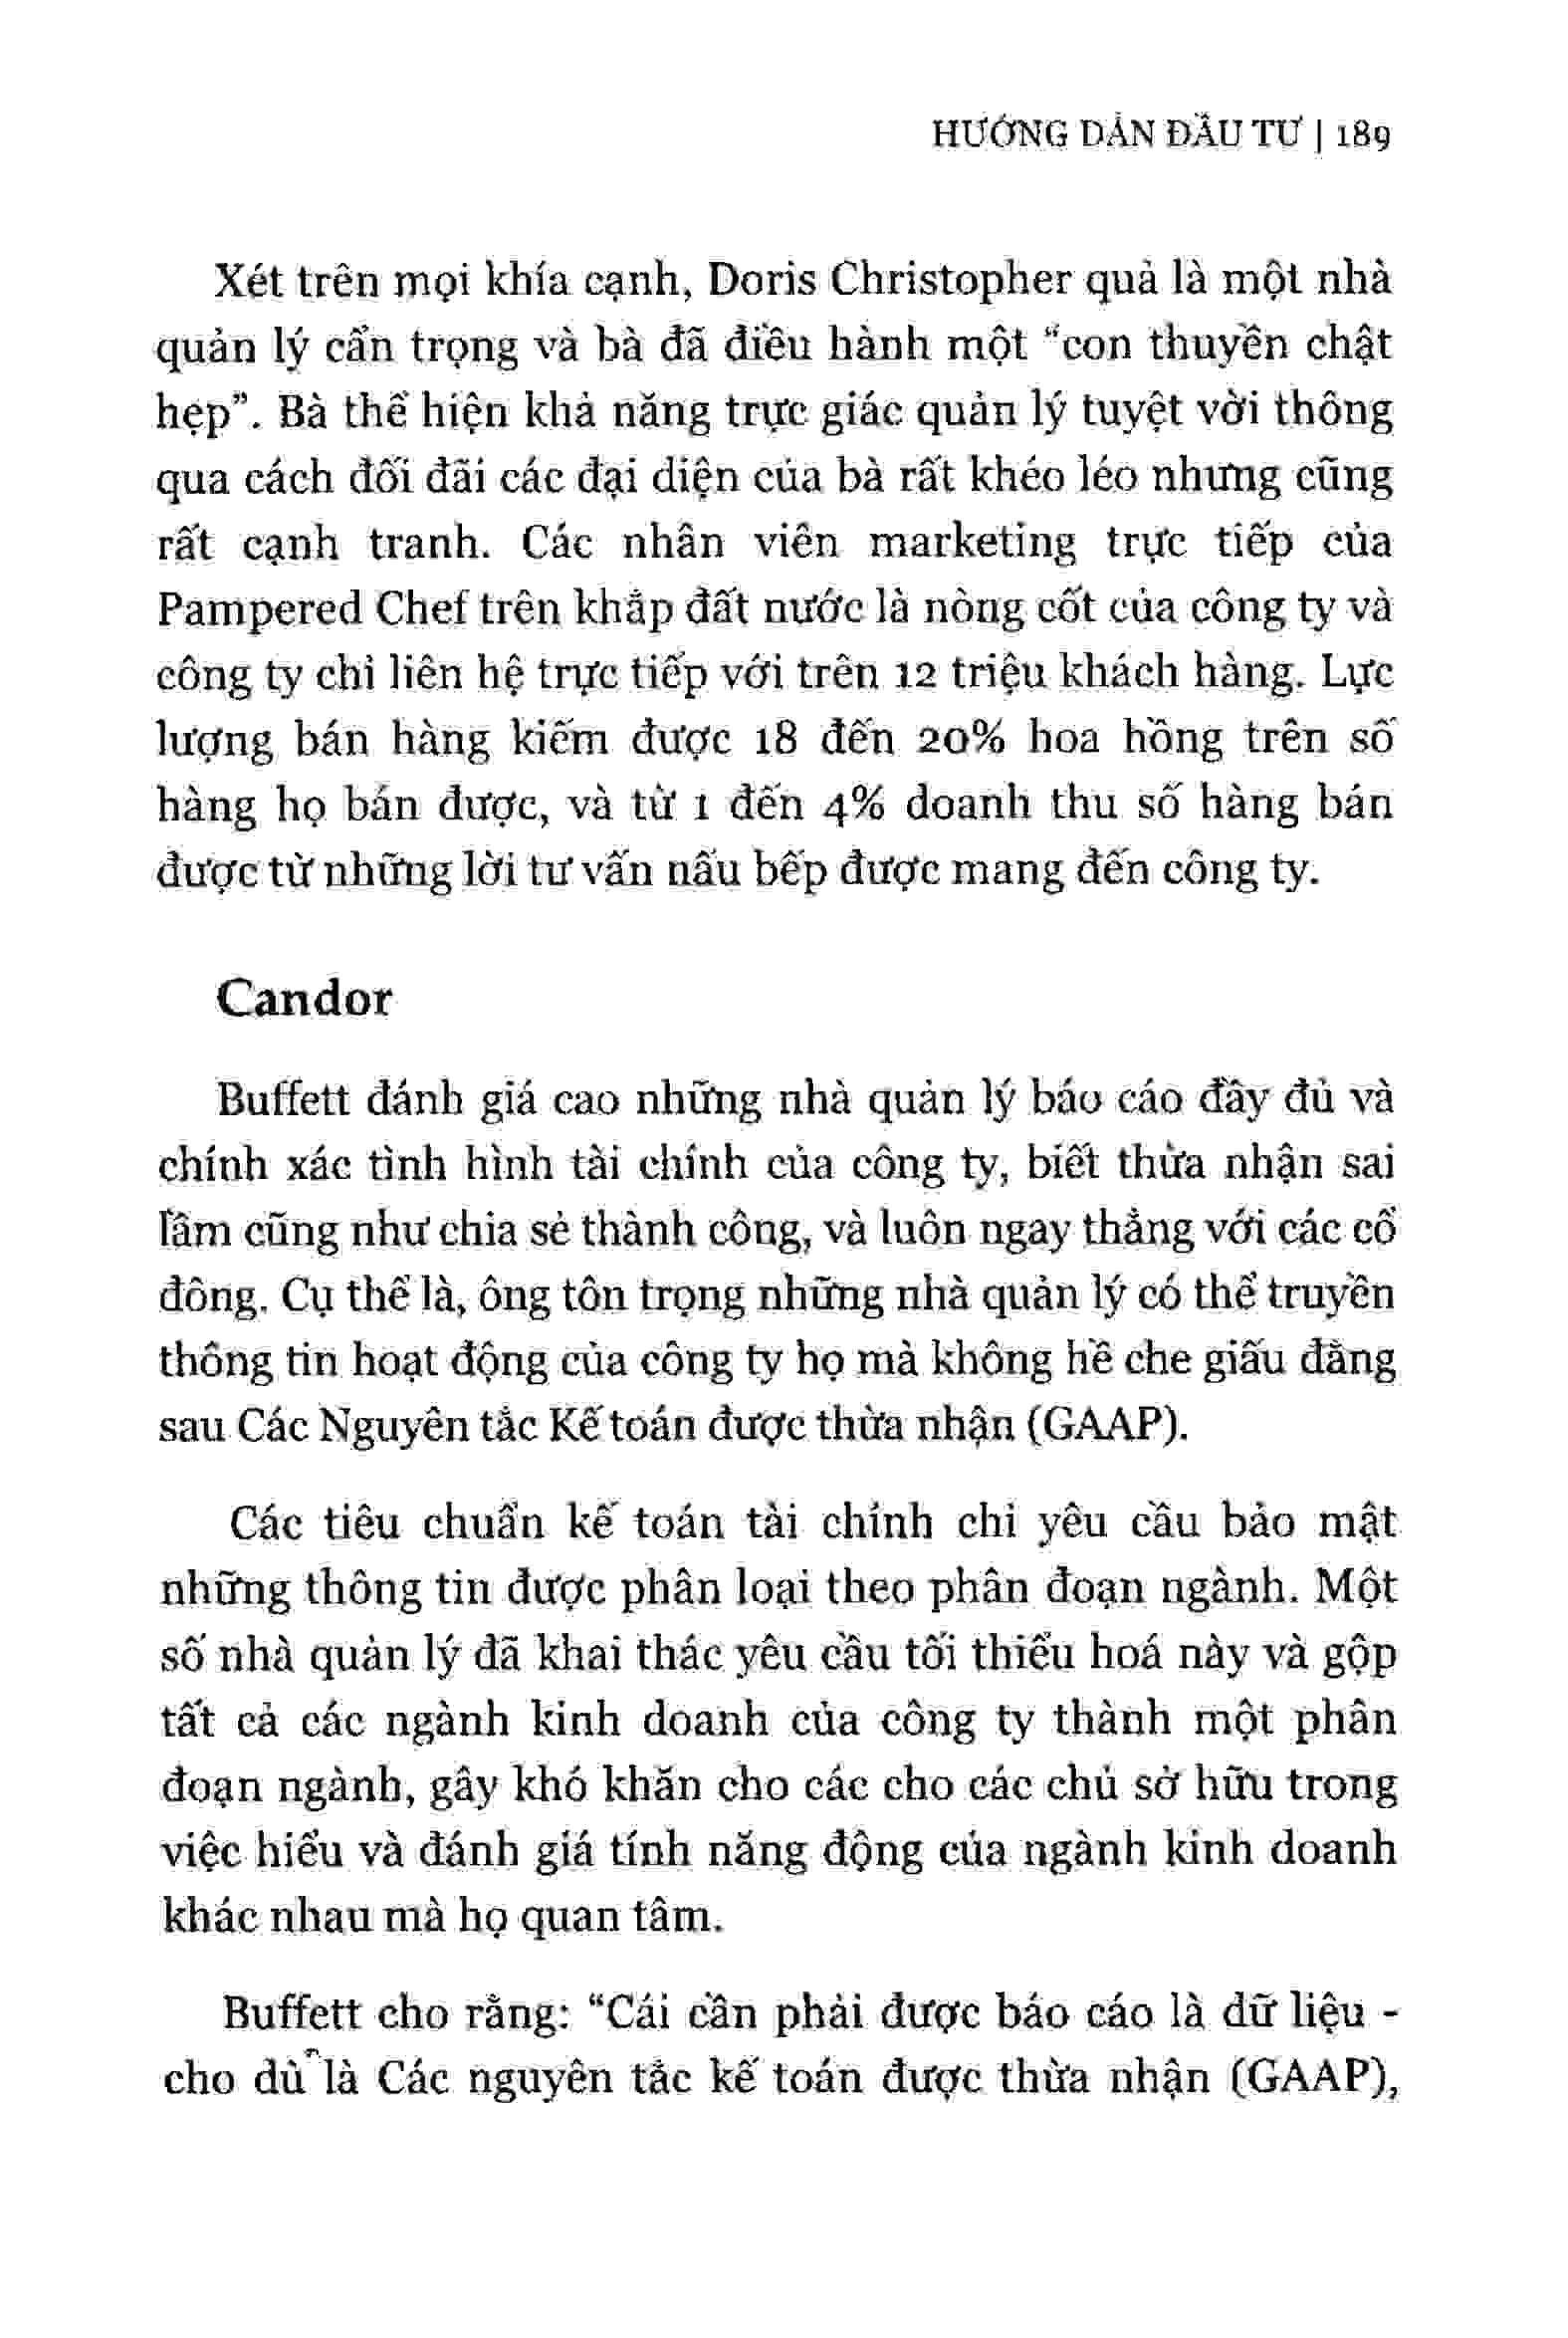 HƯỚNG DẪN ĐẦU TƯ | 189
Xét trên mọi khía cạnh, Doris Christopher quả là một nhà
quản lý cẩn trọng và bà đã điều hành một “con thuyền chật
hẹp”. Bà thể hiện khả năng trực giác quản lý tuyệt vời thông
qua cách đối đãi các đại diện của bà rất khéo léo nhưng cũng
rất cạnh tranh. Các nhân viên marketing trực tiếp của
Pampered Chef trên khắp đất nước là nòng cốt của công ty và
công ty chỉ liên hệ trực tiếp với trên 12 triệu khách hàng. Lực
lượng bán hàng kiếm được 18 đến 20% hoa hồng trên số
hàng họ bán được, và từ 1 đến 4% doanh thu số hàng bán
được từ những lời tư vấn nấu bếp được mang đến công ty.
Candor
Buffett đánh giá cao những nhà quản lý báo cáo đầy đủ và
chính xác tình hình tài chính của công ty, biết thừa nhận sai
lầm cũng như chia sẻ thành công, và luôn ngay thẳng với các cổ
đông. Cụ thể là, ông tôn trọng những nhà quản lý có thể truyền
thông tin hoạt động của công ty họ mà không hề che giấu đằng
sau Các Nguyên tắc Kế toán được thừa nhận (GAAP).
Các tiêu chuẩn kế toán tài chính chỉ yêu cầu bảo mật
những thông tin được phân loại theo phân đoạn ngành. Một
số nhà quản lý đã khai thác yêu cầu tối thiểu hoá này và gộp
tất cả các ngành kinh doanh của công ty thành một phân
đoạn ngành, gây khó khăn cho các cho các chủ sở hữu trong
việc hiểu và đánh giá tính năng động của ngành kinh doanh
khác nhau mà họ quan tâm.
Buffett cho rằng: “Cái cần phải được báo cáo là dữ liệu -
cho dù là Các nguyên tắc kế toán được thừa nhận (GAAP),